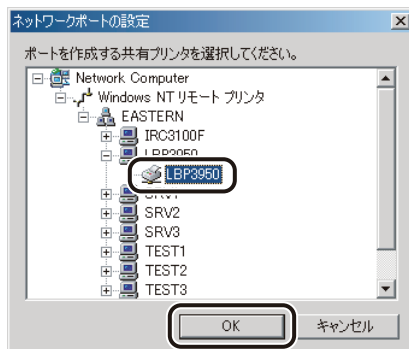 ネットワークポートの設定
ポートを作成する共有プリンタを選択してください。
Network Computer
Windows NT リモート プリンタ
EASTERN
IRC3100F
LBP3950
LBP3950
SRV1
SRV2
SRV3
TEST1
TEST2
TEST3
OK
キャンセル